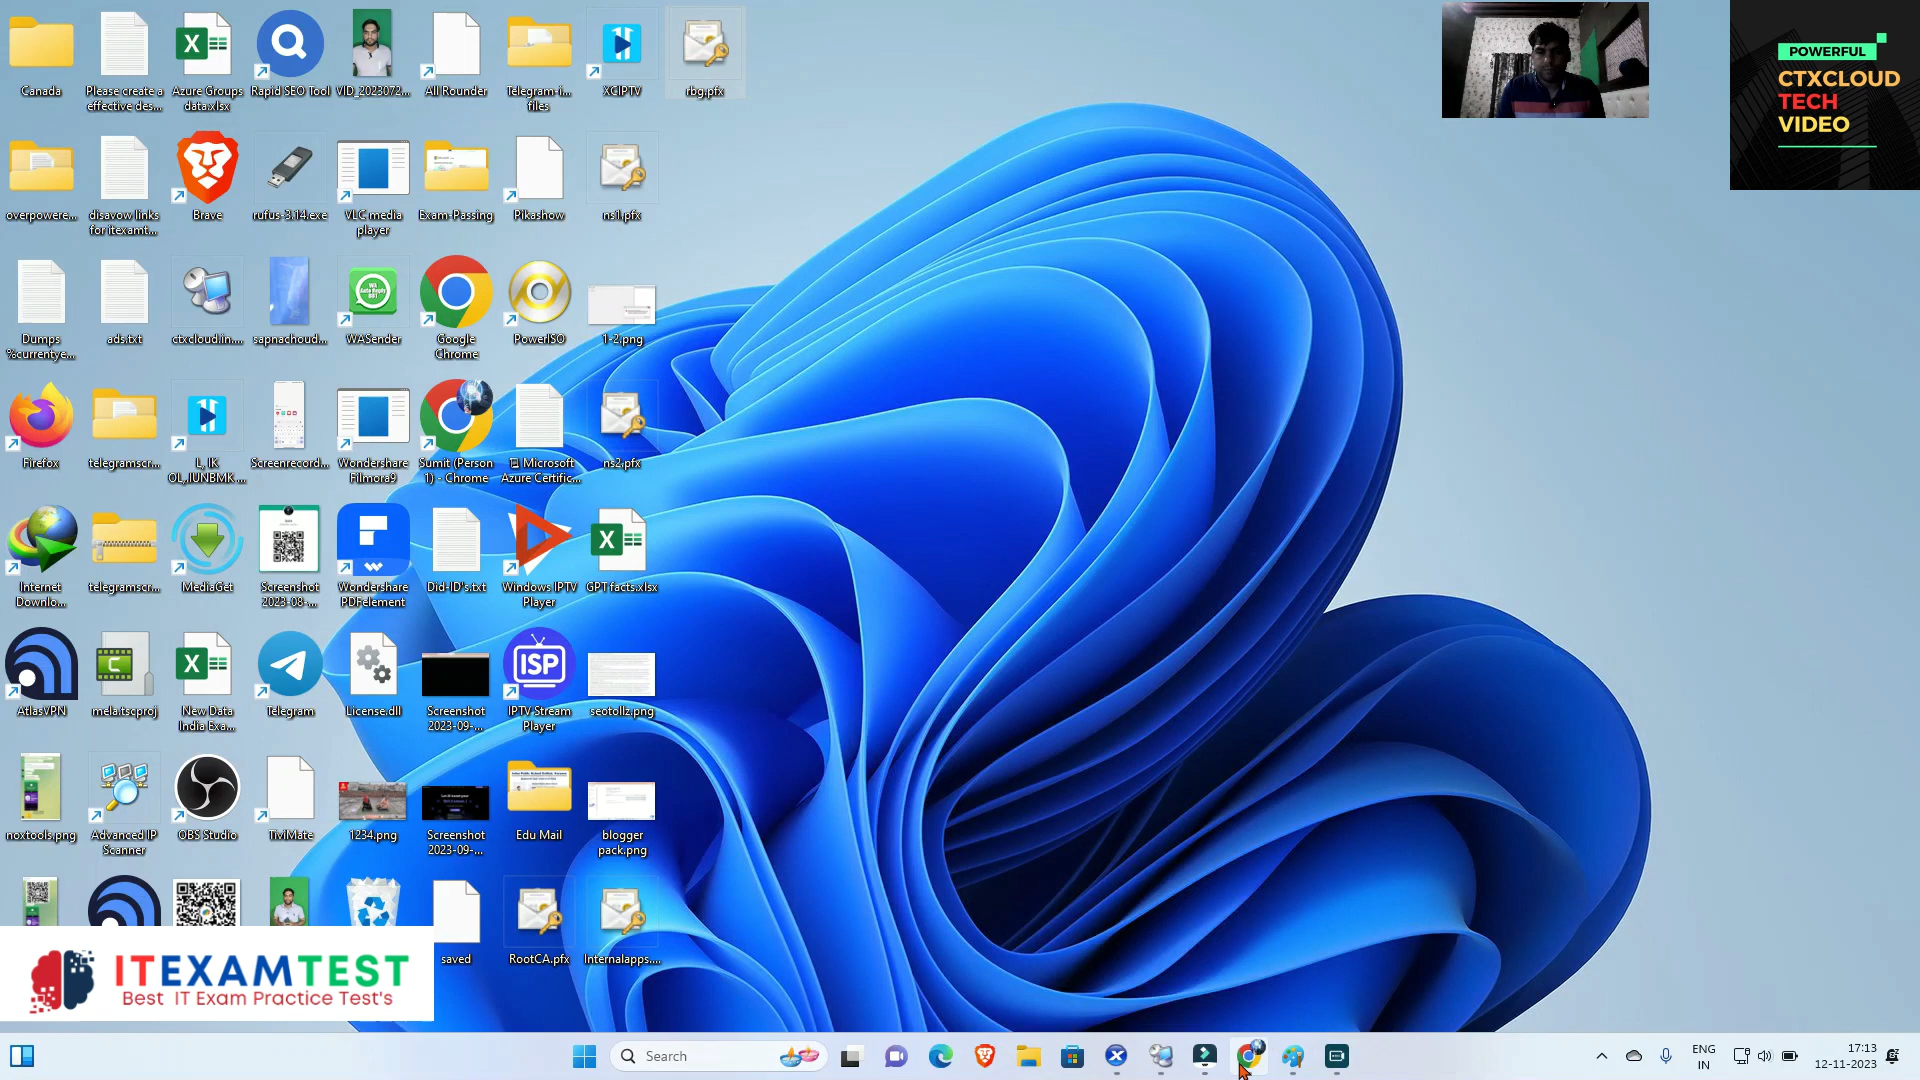 Canada
Please create a
effective des...
Azure Groups
data.xlsx
Rapid SEO Tool
VID_2023072...
All Rounder
Telegram-i...
files
XCIPTV
rbg.pfx
POWERFUL
CTXCLOUD
TECH
VIDEO
overpowere...
disavow links
for itexamt...
Brave
rufus-3.14.exe
VLC media
player
Exam-Passing
Pikashow
ns1.pfx
Dumps
%currentye...
ads.txt
ctxcloud.in....
sapnachoud...
WASender
Google
Chrome
PowerISO
1-2.png
Firefox
telegramscr...
L, IK
OL,IUNBMK ...
Screenrecord...
Wondershare
Filmora9
Sumit (Person
1) - Chrome
Microsoft
Azure Certific...
ns2.pfx
Internet
Downlo...
telegramscr...
MediaGet
Screenshot
2023-08-...
Wondershare
PDFelement
Did-ID's.txt
Windows IPTV
Player
GPT facts.xlsx
AtlasVPN
mela.tscproj
New Data
India Exa...
Telegram
License.dll
Screenshot
2023-09-...
ISP
IPTV Stream
Player
seotollz.png
noxtools.png
Advanced IP
Scanner
OBS Studio
TiviMate
1234.png
Screenshot
2023-09-...
Edu Mail
blogger
pack.png
saved
RootCA.pfx
Internalapps....
ITEXAMTEST
Best IT Exam Practice Test's
Search
ENG
IN
17:13
12-11-2023